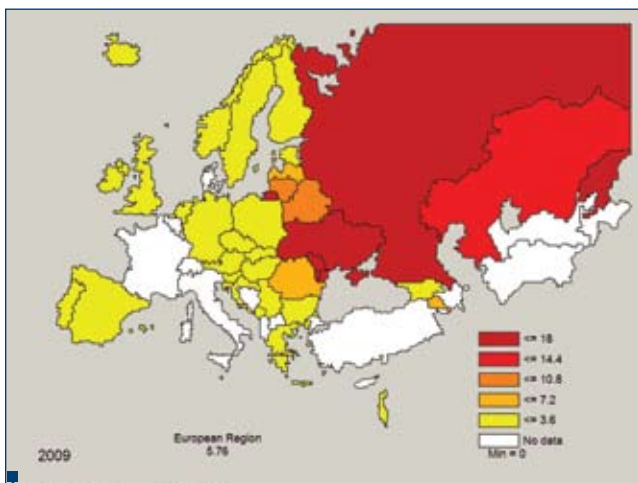 <= 18
<= 14.4
<= 10.8
<= 7.2
<= 3.6
No data
Min = 0
European Region
5.76
2009